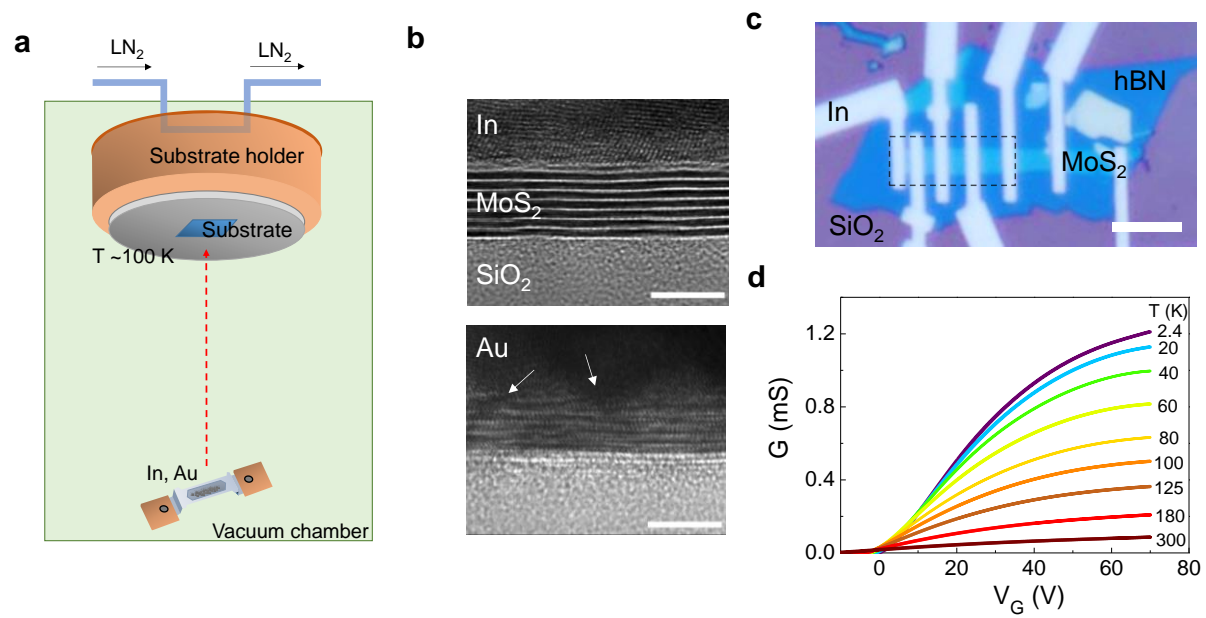 a
LN2
LN2
Substrate holder
Substrate
T ~100 K
In, Au
Vacuum chamber
b
In
MoS2
SiO2
Au
c
hBN
In
MoS2
SiO2
d
T (K)
1.2
0.8
0.4
0.0
G (mS)
2.4
20
40
60
80
100
125
180
300
0
20
40
60
80
VG (V)